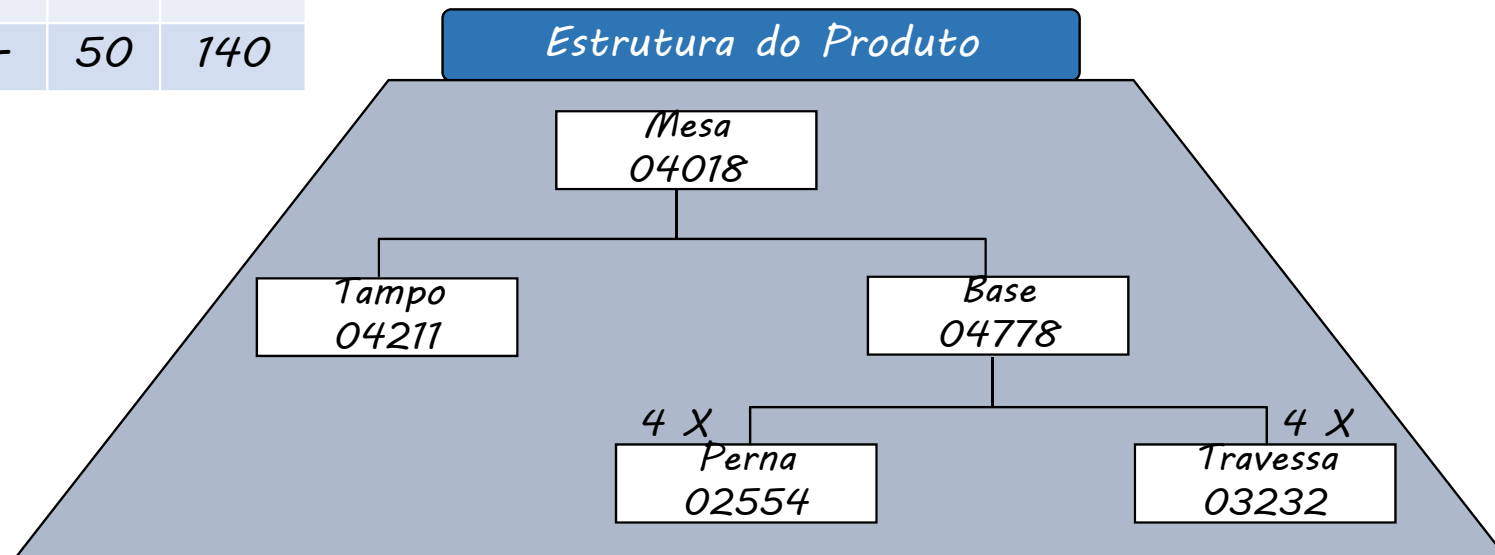 - 50 140
Estrutura do Produto
Mesa
04018
Tampo
04211
Base
04778
4 X
4 X
Perna
02554
Travessa
03232